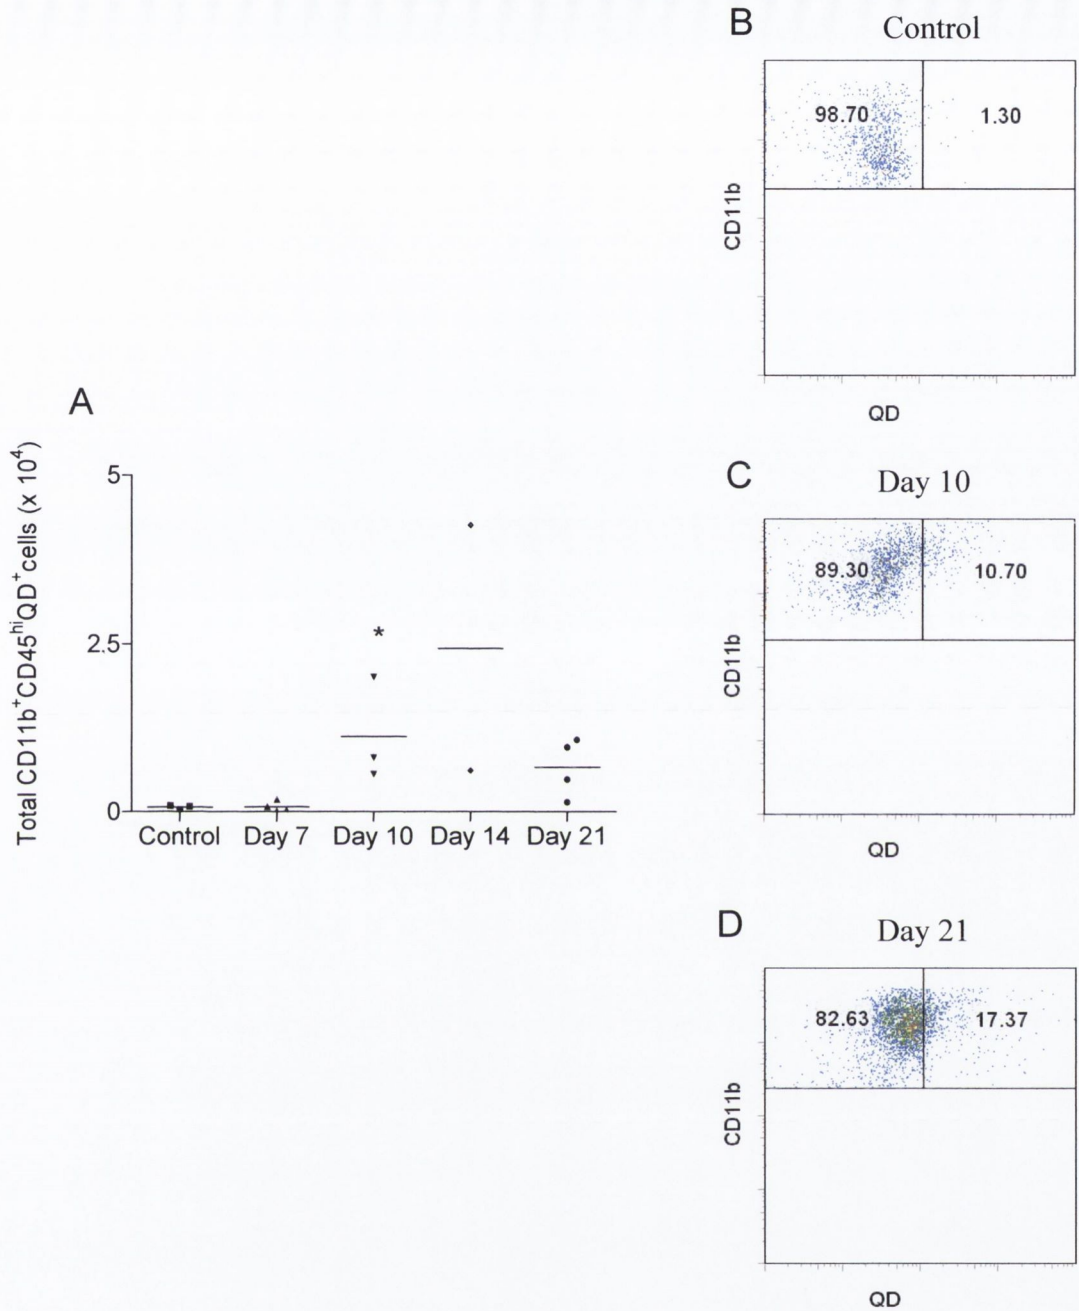 B
Control
98.70
1.30
CD11b
QD
A
Total CD11b⁺CD45ʰⁱQD⁺cells (x 10⁴)
5
2.5
0
*
Control
Day 7
Day 10
Day 14
Day 21
C
Day 10
89.30
10.70
CD11b
QD
D
Day 21
82.63
17.37
CD11b
QD